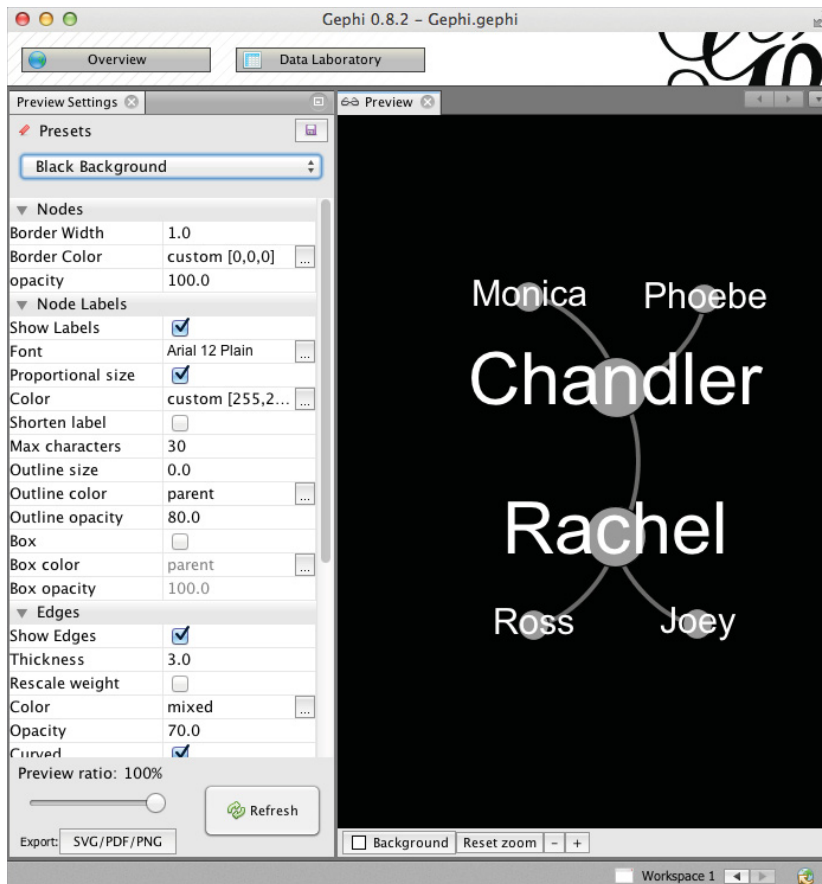 Gephi 0.8.2 – Gephi.gephi
Overview
Data Laboratory
Preview Settings
Presets
Black Background
Nodes
Border Width 1.0
Border Color custom [0,0,0] ...
opacity 100.0
Node Labels
Show Labels
Font Arial 12 Plain ...
Proportional size
Color custom [255,2... ...
Shorten label
Max characters 30
Outline size 0.0
Outline color parent ...
Outline opacity 80.0
Box
Box color parent ...
Box opacity 100.0
Edges
Show Edges
Thickness 3.0
Rescale weight
Color mixed ...
Opacity 70.0
Curved
Preview ratio: 100%
Refresh
Export: SVG/PDF/PNG
Preview
Monica
Phoebe
Chandler
Rachel
Ross
Joey
Background Reset zoom - +
Workspace 1